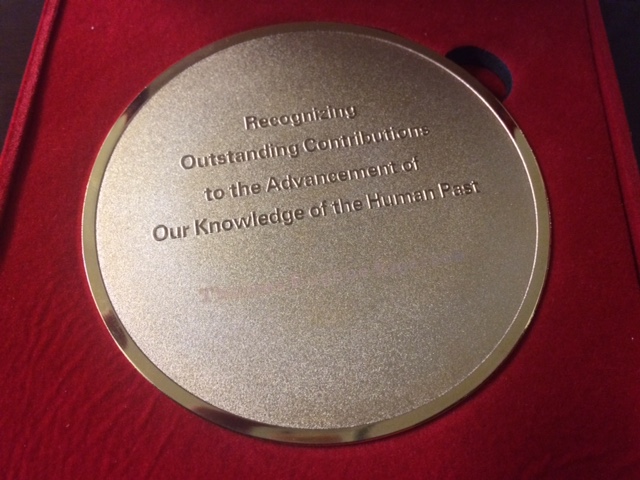 Recognizing
Outstanding Contributions
to the Advancement of
Our Knowledge of the Human Past